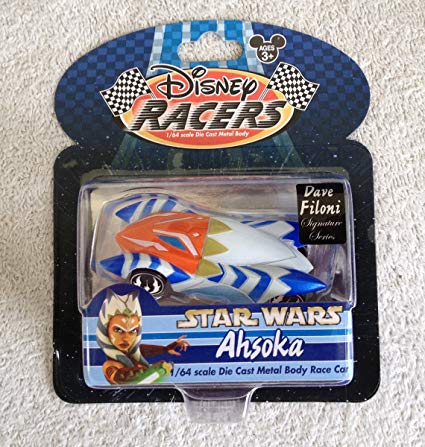 AGES
3+
Disney
RACERS
1/64 scale Die Cast Metal Body
Dave
Filoni
Signature
Series
STAR WARS
Ahsoka
1/64 scale Die Cast Metal Body Race Car